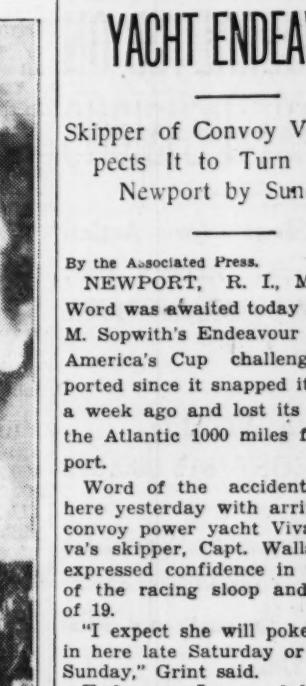 YACHT ENDEA
Skipper of Convoy V
pects It to Turn
Newport by Sun
By the Associated Press.
NEWPORT, R. I., M
Word was awaited today
M. Sopwith's Endeavour
America's Cup challeng
ported since it snapped it
a week ago and lost its
the Atlantic 1000 miles f
port.
Word of the accident
here yesterday with arri
convoy power yacht Viv
va's skipper, Capt. Wall
expressed confidence in
of the racing sloop and
of 19.
"I expect she will poke
in here late Saturday or
Sunday," Grint said.